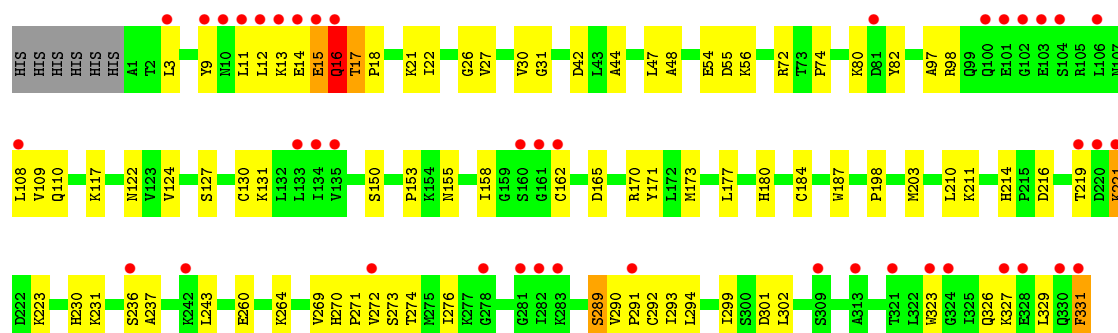 HIS HIS HIS HIS HIS HIS A1 T2 L3 Y9 N10 L11 L12 K13 E14 E15 Q16 T17 P18 K21 I22 G26 V27 V30 G31 D42 L43 A44 L47 A48 E54 D55 K56 R72 T73 P74 K80 D81 Y82 A97 R98 Q99 Q100 E101 G102 E103 S104 R105 L106 N107
L108 V109 Q110 K117 N122 V123 V124 S127 C130 K131 L132 L133 I134 V135 S150 P153 K154 N155 I158 G159 S160 G161 C162 D165 R170 Y171 L172 M173 L177 H180 C184 W187 P198 M203 L210 K211 H214 P215 D216 T219 D220 K221
D222 K223 H230 K231 S236 A237 K242 L243 E260 K264 V269 H270 P271 V272 S273 T274 M275 I276 K277 G278 G281 I282 K283 S289 V290 P291 C292 I293 L294 L299 S300 D301 L302 S309 A313 T321 L322 W323 G324 I325 Q326 K327 E328 L329 Q330 F331